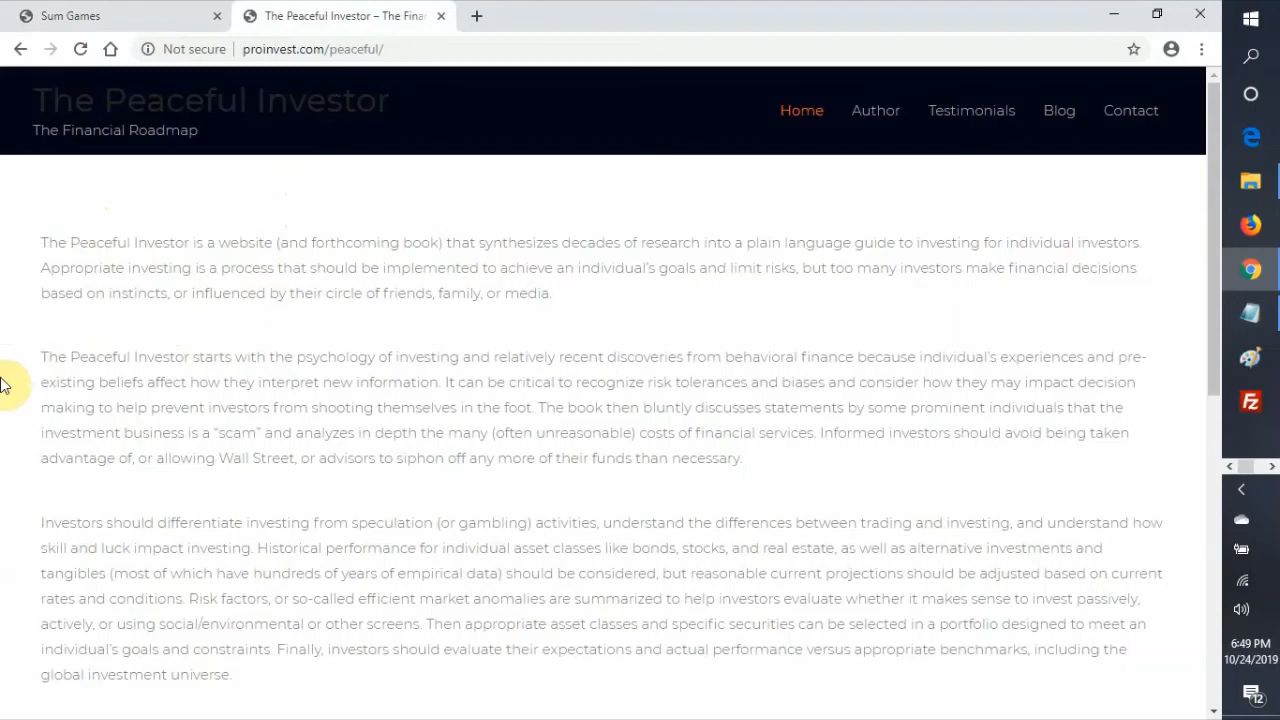 Sum Games
The Peaceful Investor – The Fina
Not secure
proinvest.com/peaceful/
The Peaceful Investor
The Financial Roadmap
Home
Author
Testimonials
Blog
Contact
The Peaceful Investor is a website (and forthcoming book) that synthesizes decades of research into a plain language guide to investing for individual investors.
Appropriate investing is a process that should be implemented to achieve an individual's goals and limit risks, but too many investors make financial decisions
based on instincts, or influenced by their circle of friends, family, or media.
The Peaceful Investor starts with the psychology of investing and relatively recent discoveries from behavioral finance because individual's experiences and pre-
existing beliefs affect how they interpret new information. It can be critical to recognize risk tolerances and biases and consider how they may impact decision
making to help prevent investors from shooting themselves in the foot. The book then bluntly discusses statements by some prominent individuals that the
investment business is a “scam” and analyzes in depth the many (often unreasonable) costs of financial services. Informed investors should avoid being taken
advantage of, or allowing Wall Street, or advisors to siphon off any more of their funds than necessary.
Investors should differentiate investing from speculation (or gambling) activities, understand the differences between trading and investing, and understand how
skill and luck impact investing. Historical performance for individual asset classes like bonds, stocks, and real estate, as well as alternative investments and
tangibles (most of which have hundreds of years of empirical data) should be considered, but reasonable current projections should be adjusted based on current
rates and conditions. Risk factors, or so-called efficient market anomalies are summarized to help investors evaluate whether it makes sense to invest passively,
actively, or using social/environmental or other screens. Then appropriate asset classes and specific securities can be selected in a portfolio designed to meet an
individual's goals and constraints. Finally, investors should evaluate their expectations and actual performance versus appropriate benchmarks, including the
global investment universe.
Fz
6:49 PM
10/24/2019
12